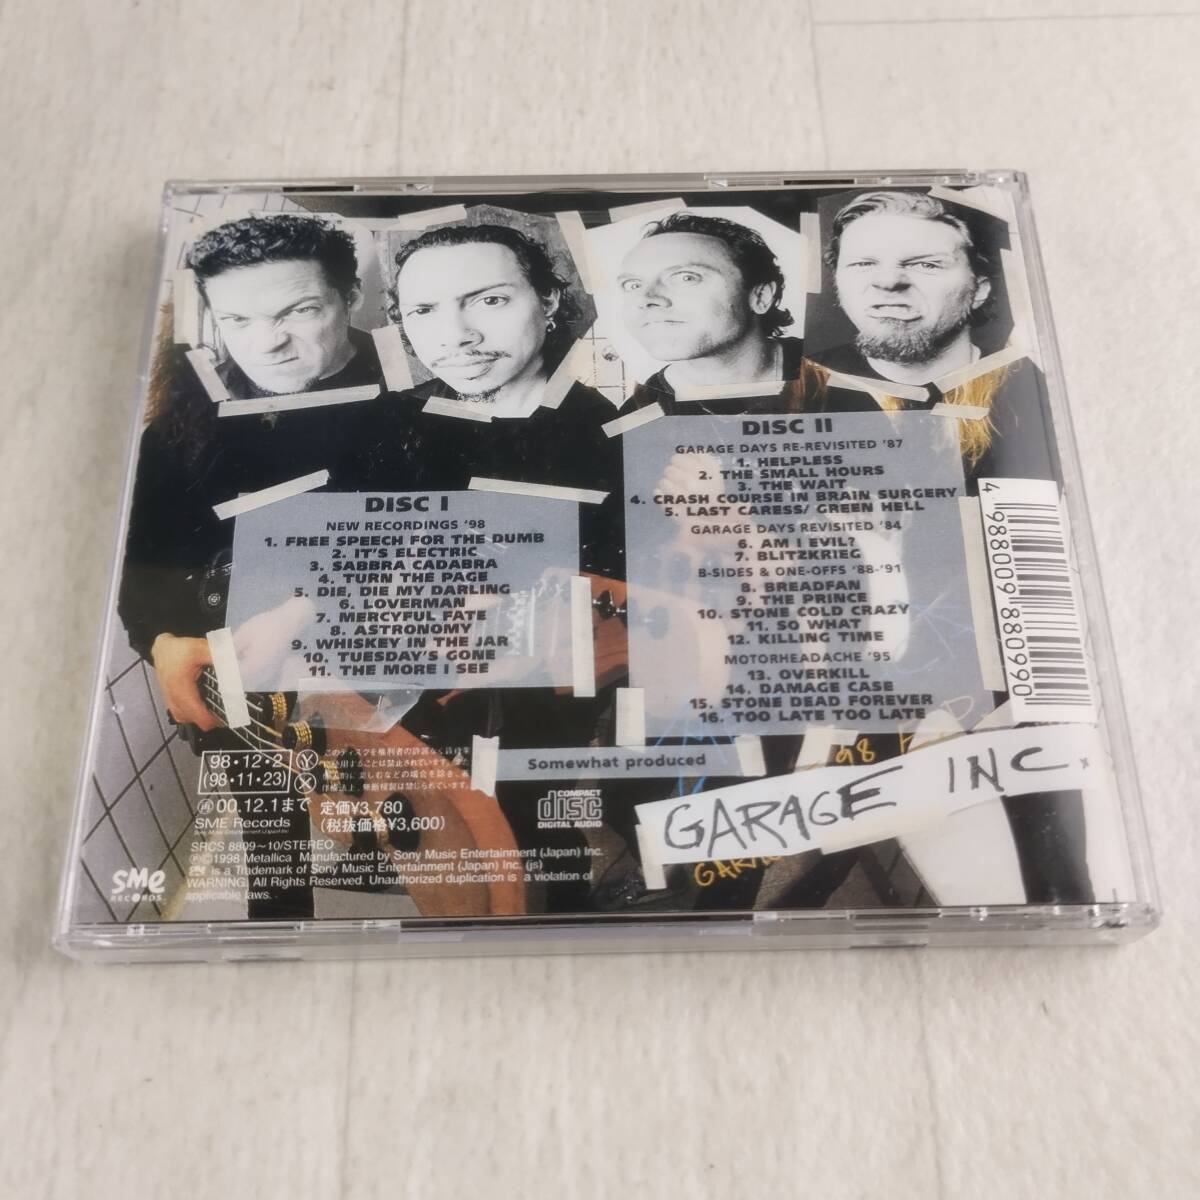 DISC I
NEW RECORDINGS '98
1. FREE SPEECH FOR THE DUMB
2. IT'S ELECTRIC
3. SABBRA CADABRA
4. TURN THE PAGE
5. DIE, DIE MY DARLING
6. LOVERMAN
7. MERCYFUL FATE
8. ASTRONOMY
9. WHISKEY IN THE JAR
10. TUESDAY'S GONE
11. THE MORE I SEE
DISC II
GARAGE DAYS RE-REVISITED '87
1. HELPLESS
2. THE SMALL HOURS
3. THE WAIT
4. CRASH COURSE IN BRAIN SURGERY
5. LAST CARESS/ GREEN HELL
GARAGE DAYS REVISITED '84
6. AM I EVIL?
7. BLITZKRIEG
B-SIDES & ONE-OFFS '88-'91
8. BREADFAN
9. THE PRINCE
10. STONE COLD CRAZY
11. SO WHAT
12. KILLING TIME
MOTORHEADACHE '95
13. OVERKILL
14. DAMAGE CASE
15. STONE DEAD FOREVER
16. TOO LATE TOO LATE
4 988009 880990
Somewhat produced
98
GARAGE INC.
98・12・2 Y
(98・11・23) X
再 00.12.1まで 定価¥3,780
SME Records (税抜価格¥3,600)
SRCS 8809~10/STEREO
Ⓟ©1998 Metallica Manufactured by Sony Music Entertainment (Japan) Inc.
is a Trademark of Sony Music Entertainment (Japan) Inc. (js)
WARNING: All Rights Reserved. Unauthorized duplication is a violation of
applicable laws.
SMe
RECORDS
COMPACT
disc
DIGITAL AUDIO